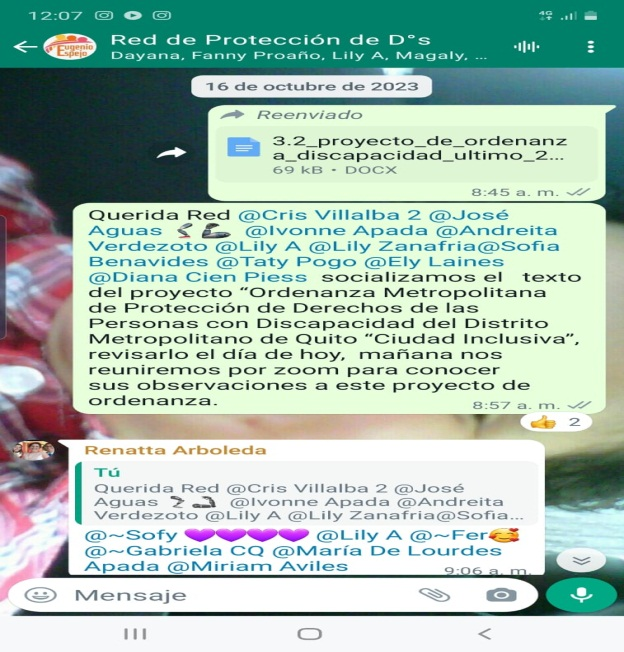 12:07
4G
Eugenio
Espejo
Red de Protección de D°s
Dayana, Fanny Proaño, Lily A, Magaly, ...
16 de octubre de 2023
Reenviado
3.2_proyecto_de_ordenanz
a_discapacidad_ultimo_2...
69 kB • DOCX
8:45 a. m.
Querida Red @Cris Villalba 2 @José
Aguas 🦯💪🏿 @Ivonne Apada @Andreita
Verdezoto @Lily A @Lily Zanafria@Sofia
Benavides @Taty Pogo @Ely Laines
@Diana Cien Piess socializamos el texto
del proyecto “Ordenanza Metropolitana
de Protección de Derechos de las
Personas con Discapacidad del Distrito
Metropolitano de Quito “Ciudad Inclusiva”,
revisarlo el día de hoy, mañana nos
reuniremos por zoom para conocer
sus observaciones a este proyecto de
ordenanza.
8:57 a. m.
👍 2
Renatta Arboleda
Tú
Querida Red @Cris Villalba 2 @José
Aguas 🦯💪🏿 @Ivonne Apada @Andreita
Verdezoto @Lily A @Lily Zanafria@Sofia...
@~Sofy 💜💜💜💜 @Lily A @~Fer🥰
@~Gabriela CQ @María De Lourdes
Apada @Miriam Aviles
9:06 a. m.
Mensaje